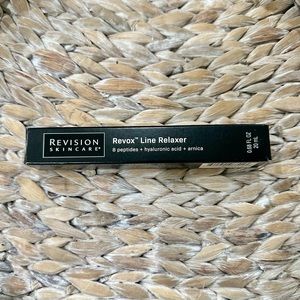 REVISION
SKINCARE®
Revox™ Line Relaxer
8 peptides + hyaluronic acid + arnica
0.68 FL OZ
20 mL